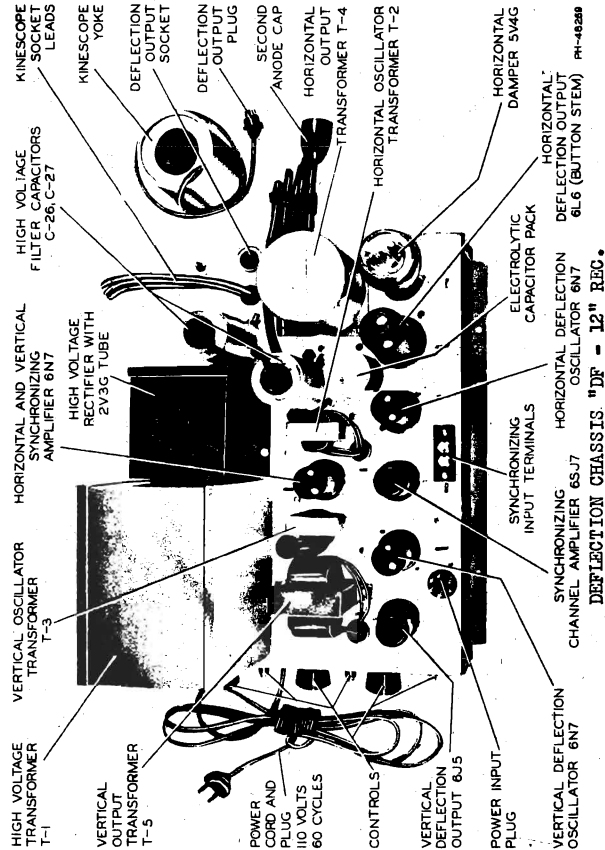 HIGH VOLTAGE
TRANSFORMER
T-1
VERTICAL OSCILLATOR
TRANSFORMER
T-3
HORIZONTAL AND VERTICAL
SYNCHRONIZING
AMPLIFIER 6N7
HIGH VOLTAGE
RECTIFIER WITH
2V3G TUBE
HIGH VOLTAGE
FILTER CAPACITORS
C-26, C-27
KINESCOPE
SOCKET
LEADS
KINESCOPE
YOKE
DEFLECTION
OUTPUT
SOCKET
DEFLECTION
OUTPUT
PLUG
SECOND
ANODE CAP
HORIZONTAL
OUTPUT
TRANSFORMER T-4
HORIZONTAL OSCILLATOR
TRANSFORMER T-2
VERTICAL
OUTPUT
TRANSFORMER
T-5
POWER
CORD AND
PLUG
110 VOLTS
60 CYCLES
CONTROLS
VERTICAL
DEFLECTION
OUTPUT 6J5
POWER INPUT
PLUG
VERTICAL DEFLECTION
OSCILLATOR 6N7
SYNCHRONIZING
INPUT TERMINALS
SYNCHRONIZING
CHANNEL AMPLIFIER 6SJ7
ELECTROLYTIC
CAPACITOR PACK
HORIZONTAL DEFLECTION
OSCILLATOR 6N7
HORIZONTAL
DAMPER 5V4G
HORIZONTAL
DEFLECTION OUTPUT
6L6 (BUTTON STEM)
PH-46269
DEFLECTION CHASSIS "DF - 12" REC.